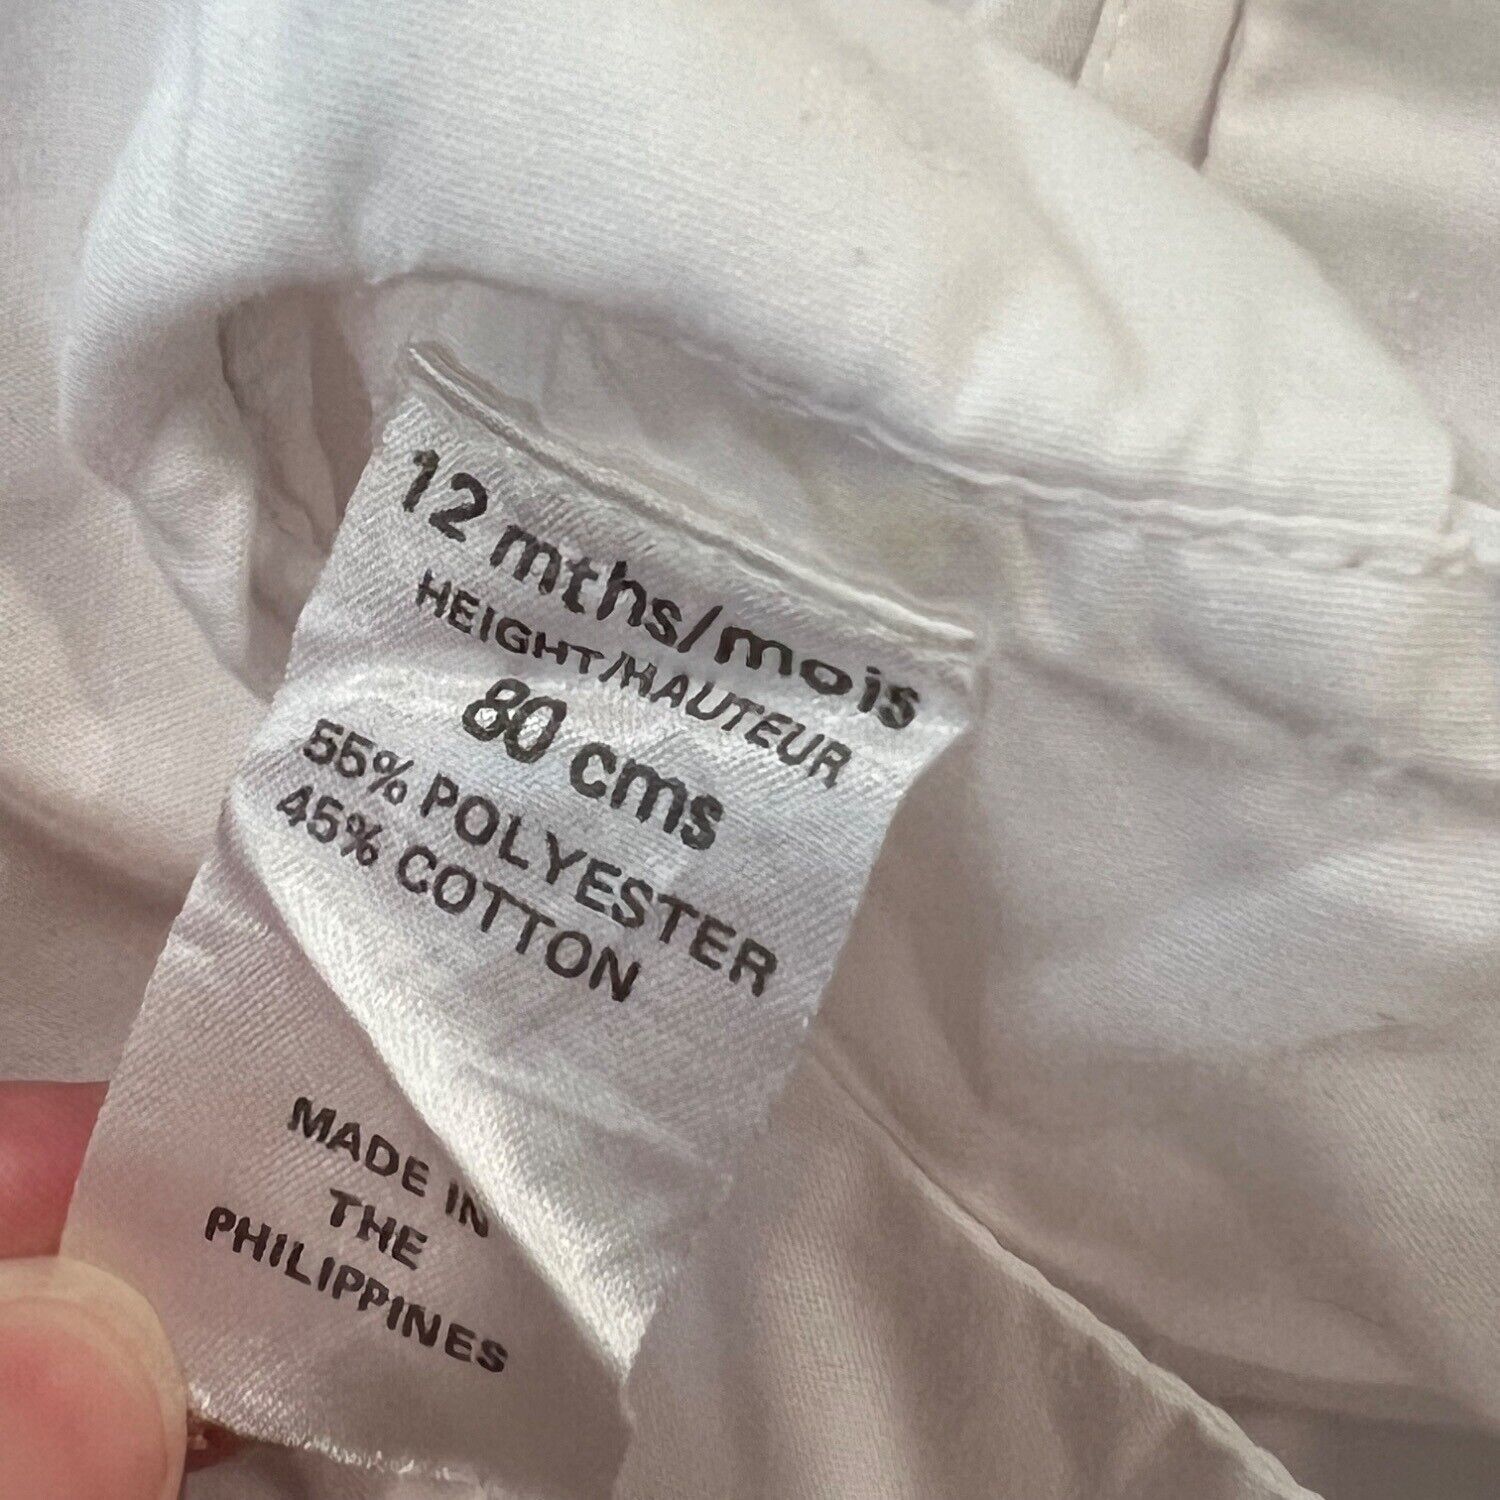 12 mths/mois
HEIGHT/HAUTEUR
80 cms
55% POLYESTER
45% COTTON
MADE IN
THE
PHILIPPINES